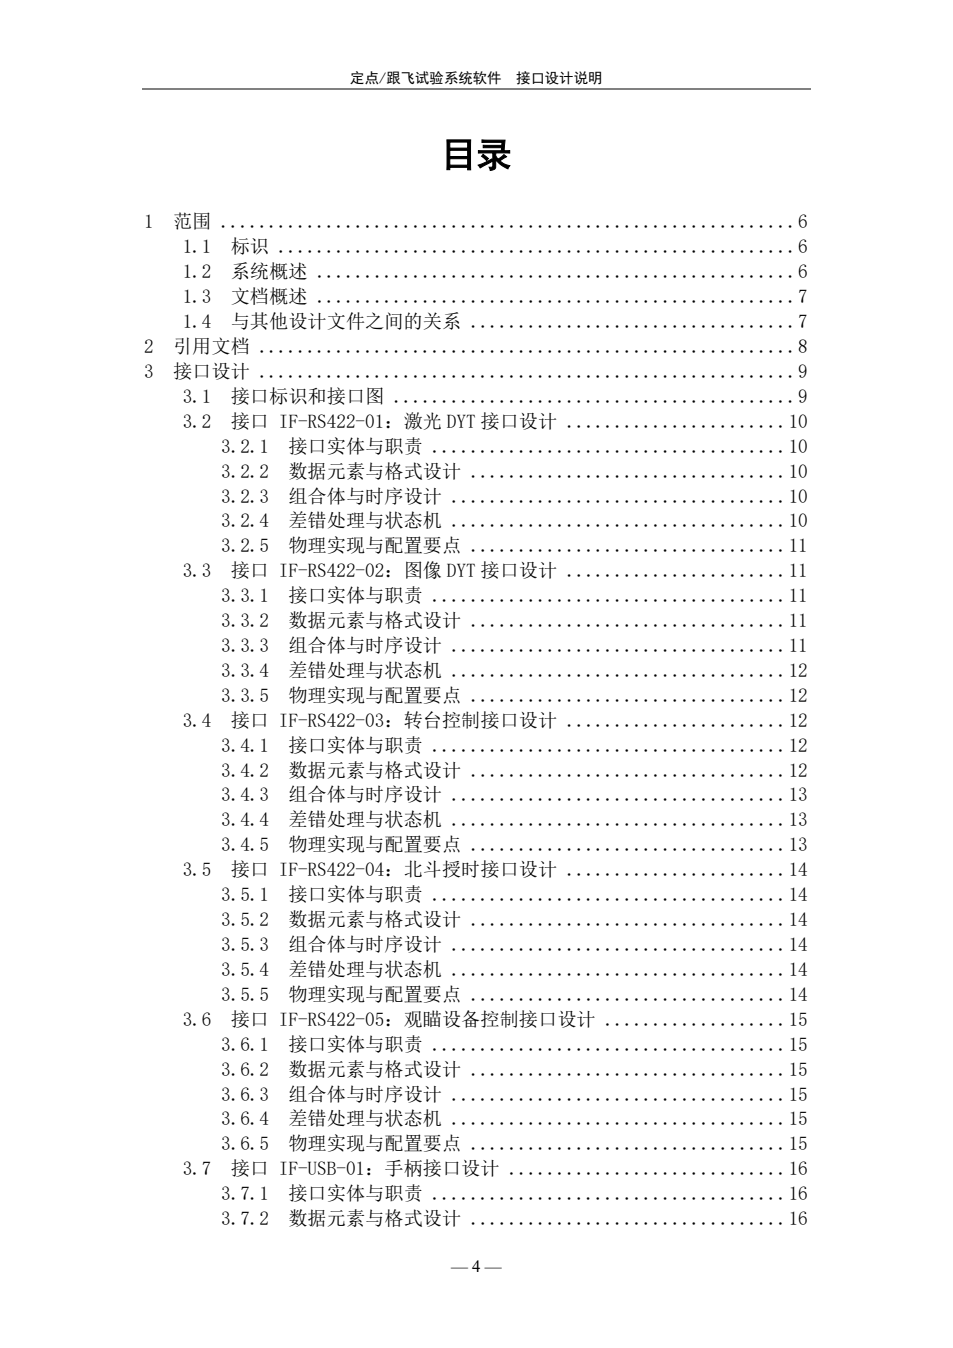 定点/跟飞试验系统软件　接口设计说明
目录
1　范围 ............................................................6
1.1　标识 ......................................................6
1.2　系统概述 ..................................................6
1.3　文档概述 ..................................................7
1.4　与其他设计文件之间的关系 ..................................7
2　引用文档 ........................................................8
3　接口设计 ........................................................9
3.1　接口标识和接口图 ..........................................9
3.2　接口 IF-RS422-01：激光 DYT 接口设计 .......................10
3.2.1　接口实体与职责 .....................................10
3.2.2　数据元素与格式设计 .................................10
3.2.3　组合体与时序设计 ...................................10
3.2.4　差错处理与状态机 ...................................10
3.2.5　物理实现与配置要点 .................................11
3.3　接口 IF-RS422-02：图像 DYT 接口设计 .......................11
3.3.1　接口实体与职责 .....................................11
3.3.2　数据元素与格式设计 .................................11
3.3.3　组合体与时序设计 ...................................11
3.3.4　差错处理与状态机 ...................................12
3.3.5　物理实现与配置要点 .................................12
3.4　接口 IF-RS422-03：转台控制接口设计 .......................12
3.4.1　接口实体与职责 .....................................12
3.4.2　数据元素与格式设计 .................................12
3.4.3　组合体与时序设计 ...................................13
3.4.4　差错处理与状态机 ...................................13
3.4.5　物理实现与配置要点 .................................13
3.5　接口 IF-RS422-04：北斗授时接口设计 .......................14
3.5.1　接口实体与职责 .....................................14
3.5.2　数据元素与格式设计 .................................14
3.5.3　组合体与时序设计 ...................................14
3.5.4　差错处理与状态机 ...................................14
3.5.5　物理实现与配置要点 .................................14
3.6　接口 IF-RS422-05：观瞄设备控制接口设计 ...................15
3.6.1　接口实体与职责 .....................................15
3.6.2　数据元素与格式设计 .................................15
3.6.3　组合体与时序设计 ...................................15
3.6.4　差错处理与状态机 ...................................15
3.6.5　物理实现与配置要点 .................................15
3.7　接口 IF-USB-01：手柄接口设计 .............................16
3.7.1　接口实体与职责 .....................................16
3.7.2　数据元素与格式设计 .................................16
— 4 —